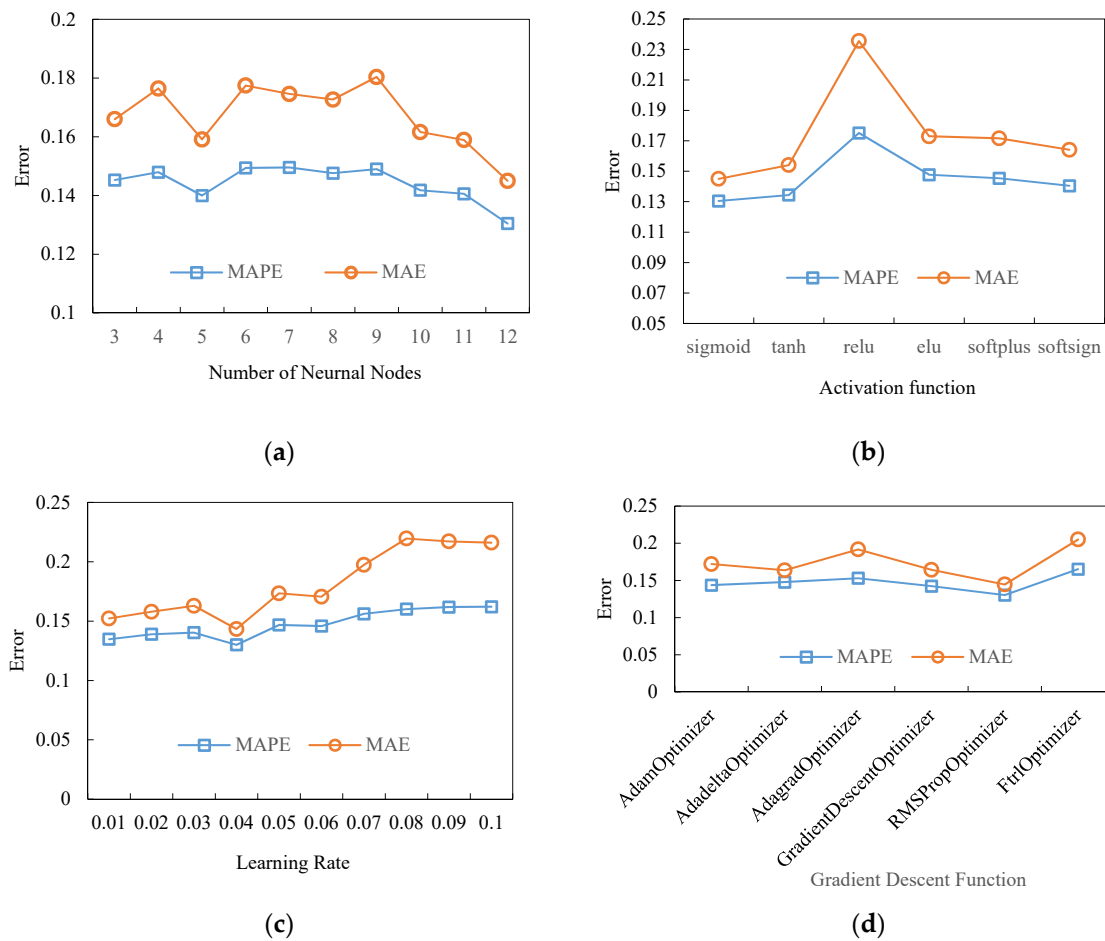 0.2
0.18
0.16
0.14
0.12
0.1
Error
MAPE MAE
3 4 5 6 7 8 9 10 11 12
Number of Neurnal Nodes
(a)
0.25
0.23
0.21
0.19
0.17
0.15
0.13
0.11
0.09
0.07
0.05
Error
MAPE MAE
sigmoid tanh relu elu softplus softsign
Activation function
(b)
0.25
0.2
0.15
0.1
0.05
0
Error
MAPE MAE
0.01 0.02 0.03 0.04 0.05 0.06 0.07 0.08 0.09 0.1
Learning Rate
(c)
0.25
0.2
0.15
0.1
0.05
0
Error
MAPE MAE
AdamOptimizer
AdadeltaOptimizer
AdagradOptimizer
GradientDescentOptimizer
RMSPropOptimizer
FtrlOptimizer
Gradient Descent Function
(d)